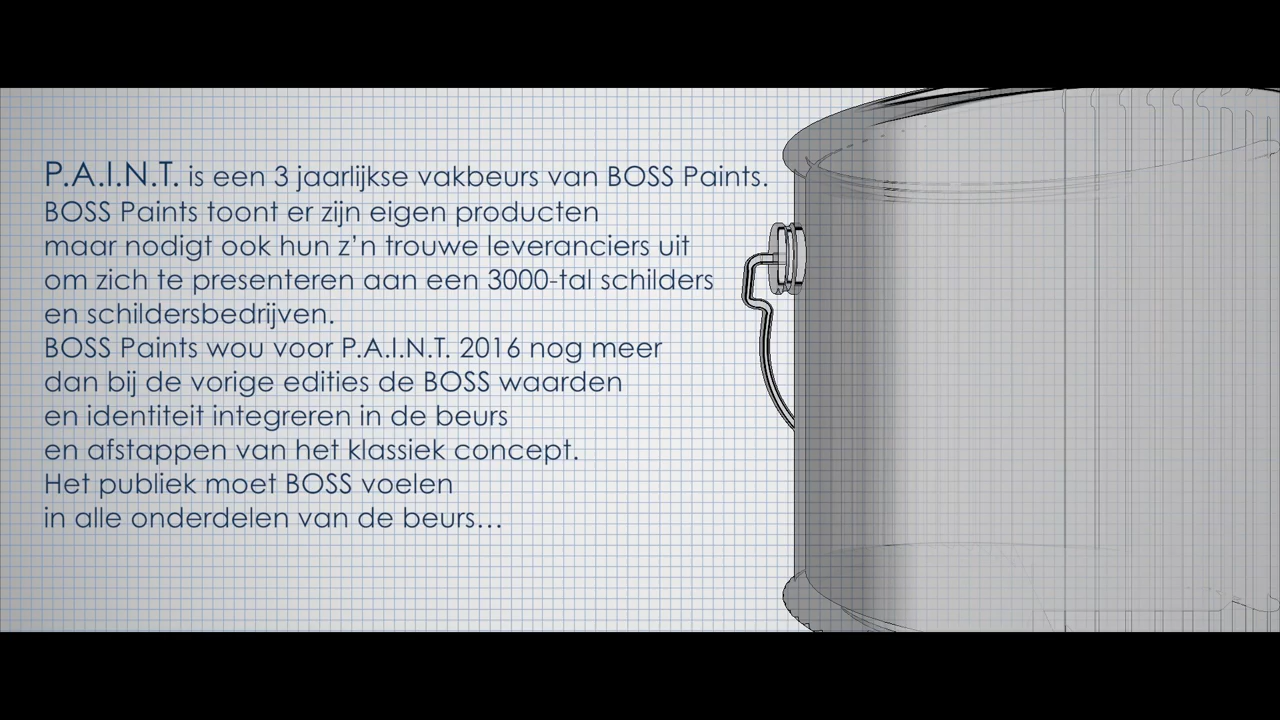 P.A.I.N.T. is een 3 jaarlijkse vakbeurs van BOSS Paints.
BOSS Paints toont er zijn eigen producten
maar nodigt ook hun z’n trouwe leveranciers uit
om zich te presenteren aan een 3000-tal schilders
en schildersbedrijven.
BOSS Paints wou voor P.A.I.N.T. 2016 nog meer
dan bij de vorige edities de BOSS waarden
en identiteit integreren in de beurs
en afstappen van het klassiek concept.
Het publiek moet BOSS voelen
in alle onderdelen van de beurs…